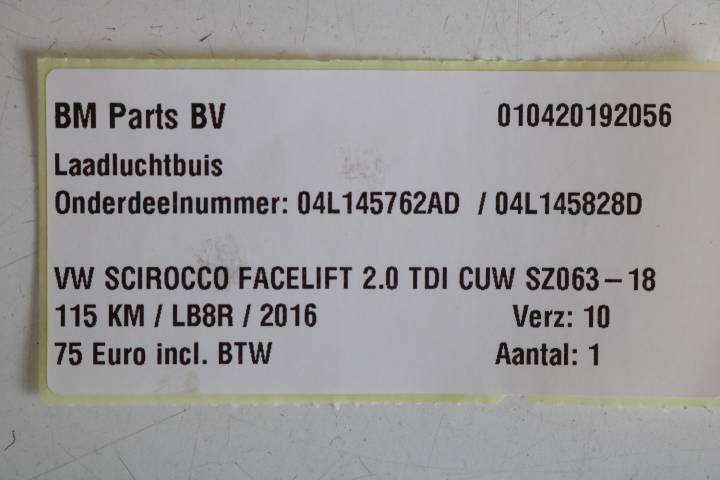 BM Parts BV 010420192056
Laadluchtbuis
Onderdeelnummer: 04L145762AD / 04L145828D
VW SCIROCCO FACELIFT 2.0 TDI CUW SZ063-18
115 KM / LB8R / 2016 Verz: 10
75 Euro incl. BTW Aantal: 1